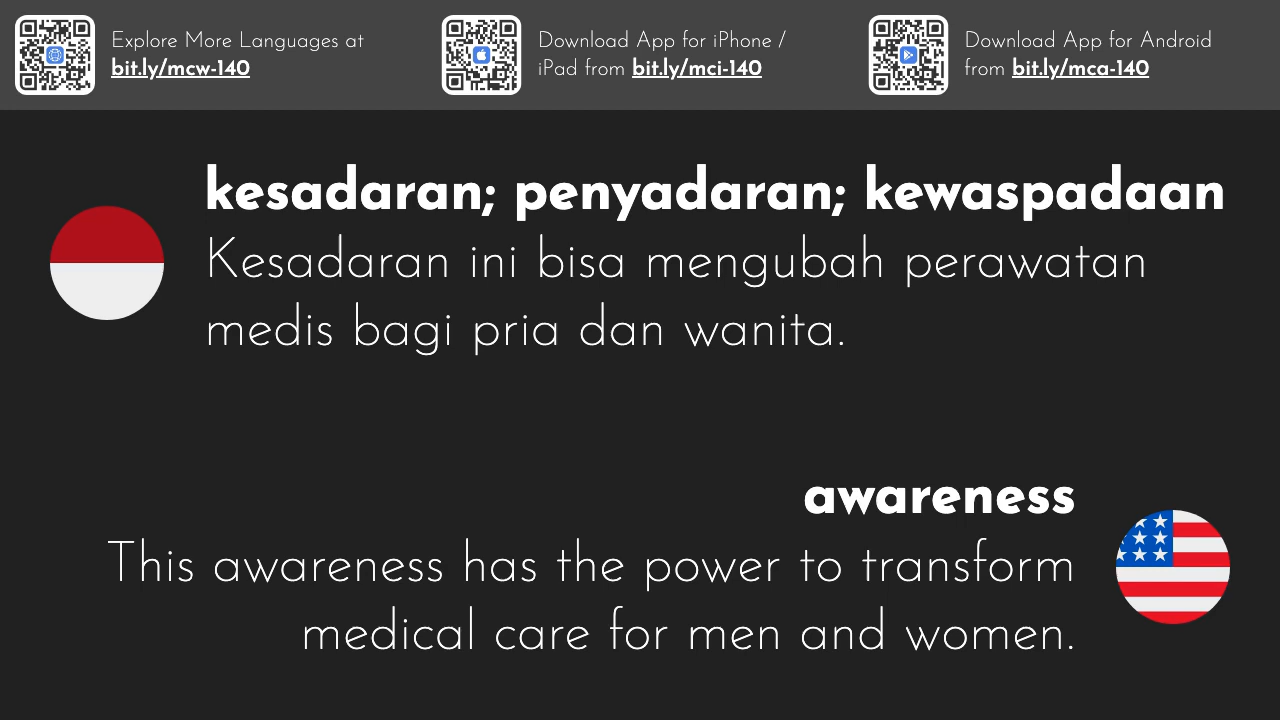 Explore More Languages at
bit.ly/mcw-140
Download App for iPhone /
iPad from bit.ly/mci-140
Download App for Android
from bit.ly/mca-140
kesadaran; penyadaran; kewaspadaan
Kesadaran ini bisa mengubah perawatan
medis bagi pria dan wanita.
awareness
This awareness has the power to transform
medical care for men and women.